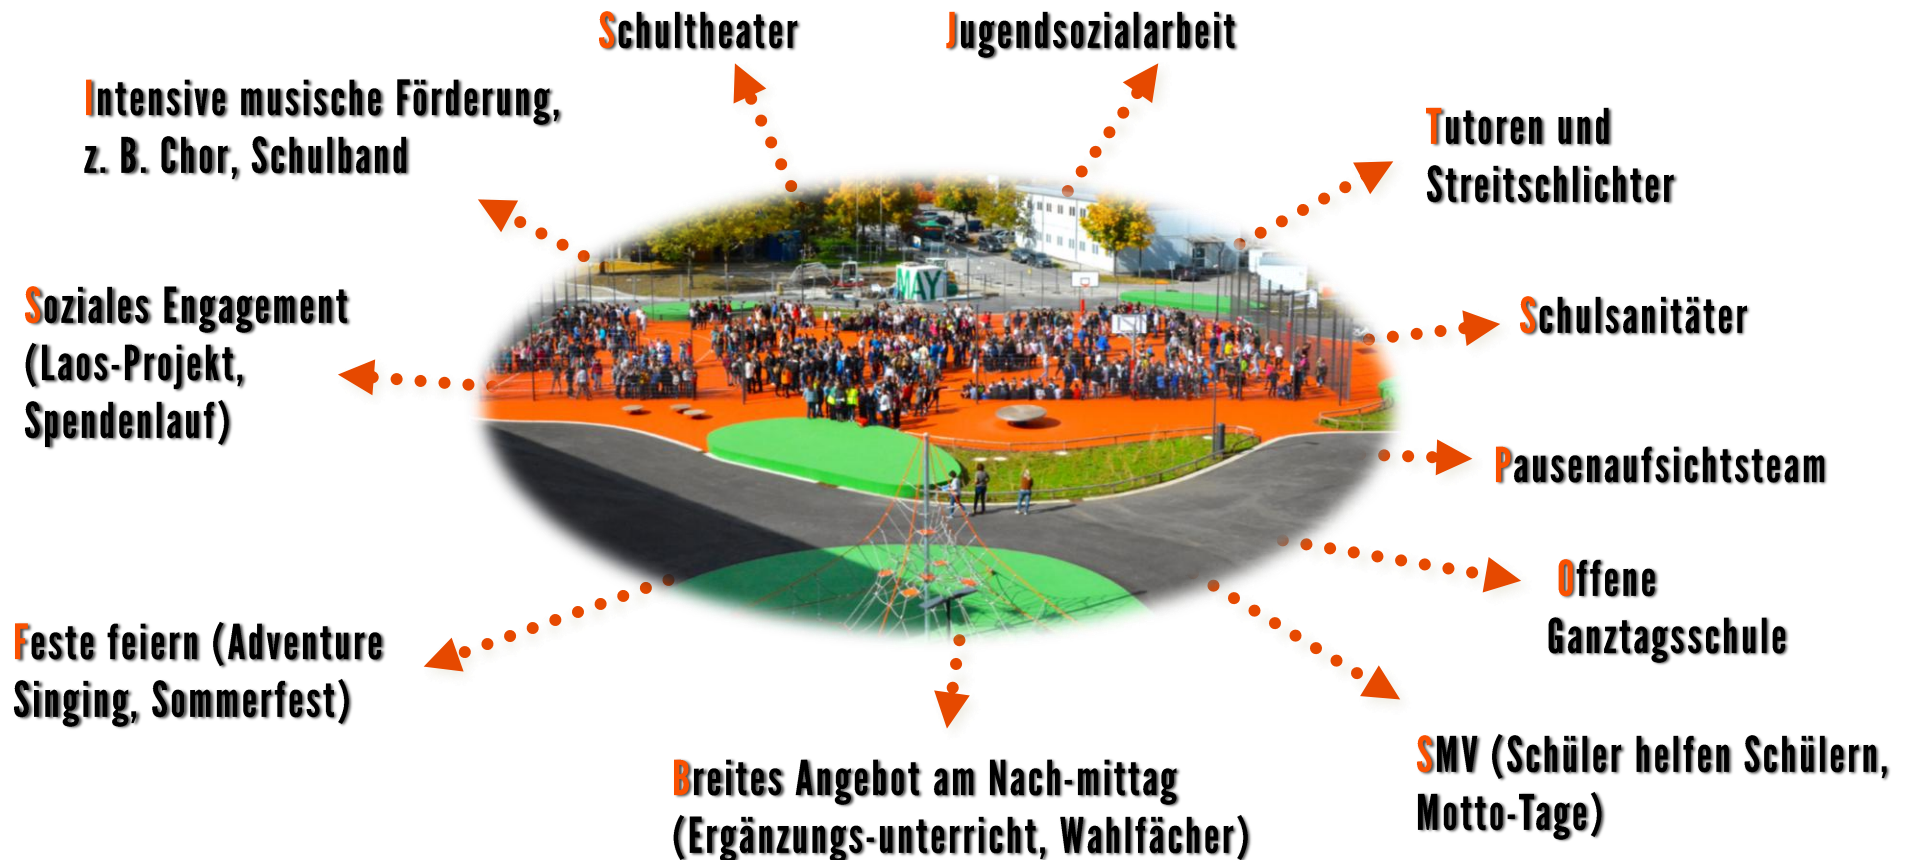 Schultheater
Jugendsozialarbeit
Intensive musische Förderung,
z. B. Chor, Schulband
Tutoren und
Streitschlichter
Soziales Engagement
(Laos-Projekt,
Spendenlauf)
MAY
Schulsanitäter
Pausenaufsichtsteam
Offene
Ganztagsschule
Feste feiern (Adventure
Singing, Sommerfest)
SMV (Schüler helfen Schülern,
Motto-Tage)
Breites Angebot am Nach-mittag
(Ergänzungs-unterricht, Wahlfächer)